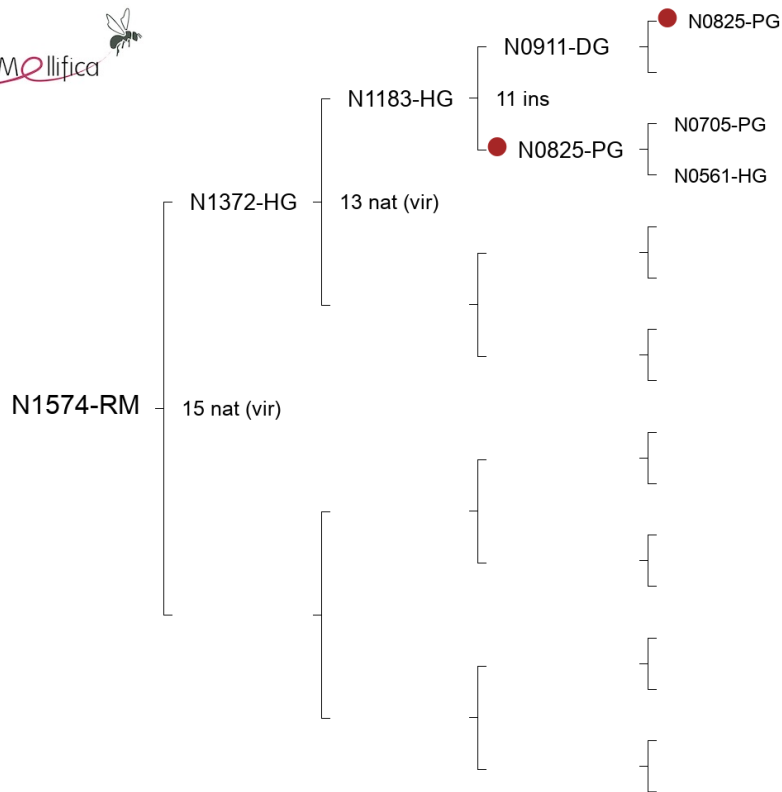 Mellifica
N0825-PG
N0911-DG
N1183-HG
11 ins
N0705-PG
N0825-PG
N0561-HG
N1372-HG
13 nat (vir)
N1574-RM
15 nat (vir)